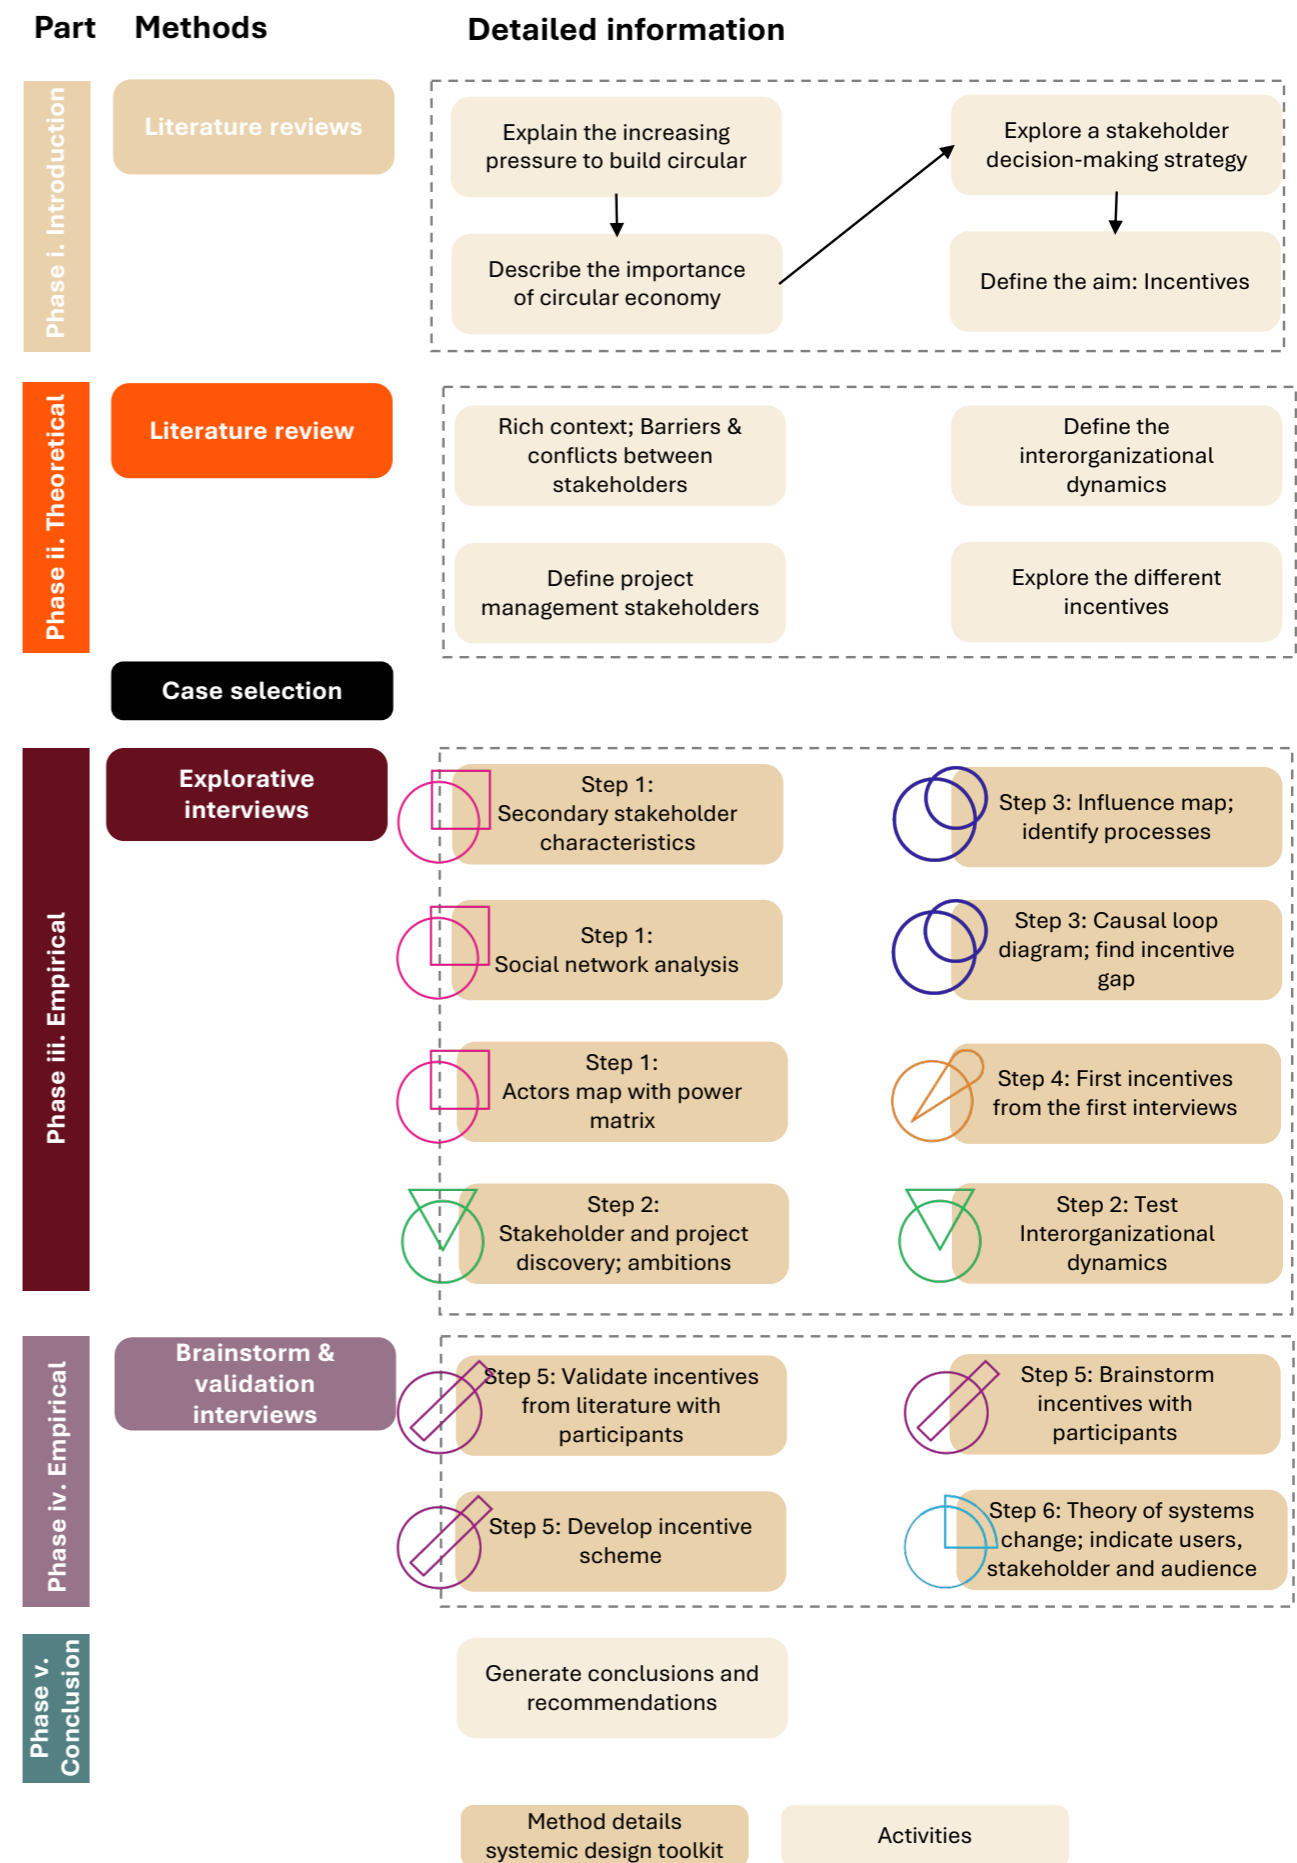 Part
Methods
Detailed information
Phase i. Introduction
Literature reviews
Explain the increasing
pressure to build circular
Describe the importance
of circular economy
Explore a stakeholder
decision-making strategy
Define the aim: Incentives
Phase ii. Theoretical
Literature review
Rich context; Barriers &
conflicts between
stakeholders
Define the
interorganizational
dynamics
Define project
management stakeholders
Explore the different
incentives
Case selection
Phase iii. Empirical
Explorative
interviews
Step 1:
Secondary stakeholder
characteristics
Step 3: Influence map;
identify processes
Step 1:
Social network analysis
Step 3: Causal loop
diagram; find incentive
gap
Step 1:
Actors map with power
matrix
Step 4: First incentives
from the first interviews
Step 2:
Stakeholder and project
discovery; ambitions
Step 2: Test
Interorganizational
dynamics
Phase iv. Empirical
Brainstorm &
validation
interviews
Step 5: Validate incentives
from literature with
participants
Step 5: Brainstorm
incentives with
participants
Step 5: Develop incentive
scheme
Step 6: Theory of systems
change; indicate users,
stakeholder and audience
Phase v.
Conclusion
Generate conclusions and
recommendations
Method details
systemic design toolkit
Activities